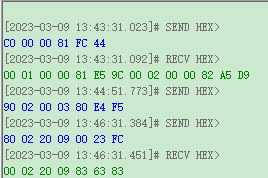 [2023-03-09 13:43:31.023]# SEND HEX>
C0 00 00 81 FC 44
[2023-03-09 13:43:31.092]# RECV HEX>
00 01 00 00 81 E5 9C 00 02 00 00 82 A5 D9
[2023-03-09 13:44:51.773]# SEND HEX>
90 02 00 03 80 E4 F5
[2023-03-09 13:46:31.384]# SEND HEX>
80 02 20 09 00 23 FC
[2023-03-09 13:46:31.451]# RECV HEX>
00 02 20 09 83 63 83